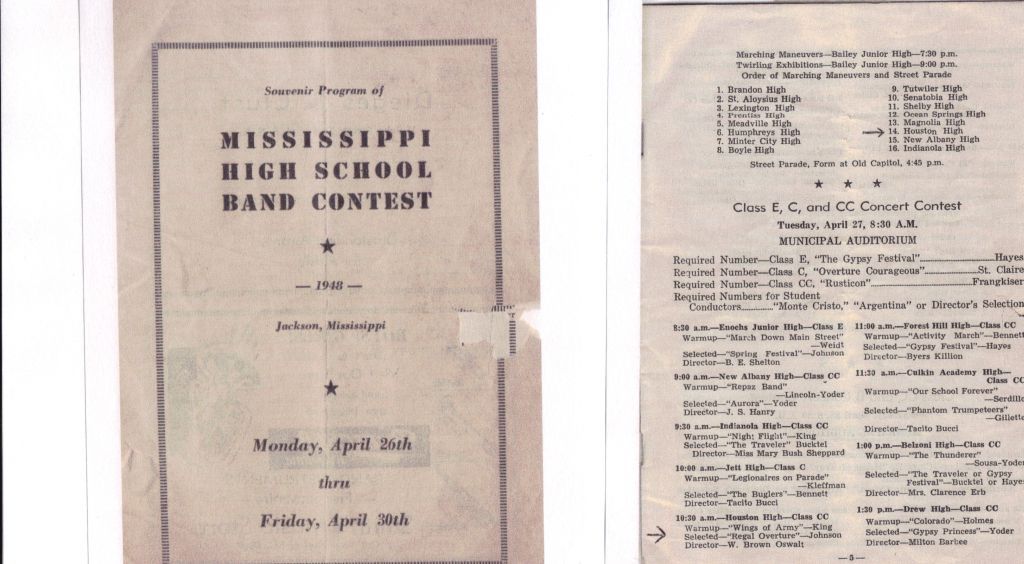 Souvenir Program of
MISSISSIPPI
HIGH SCHOOL
BAND CONTEST
— 1948 —
Jackson, Mississippi
Monday, April 26th
thru
Friday, April 30th
Marching Maneuvers—Bailey Junior High—7:30 p.m.
Twirling Exhibitions—Bailey Junior High—9:00 p.m.
Order of Marching Maneuvers and Street Parade
1. Brandon High
2. St. Aloysius High
3. Lexington High
4. Prentiss High
5. Meadville High
6. Humphreys High
7. Minter City High
8. Boyle High
9. Tutwiler High
10. Senatobia High
11. Shelby High
12. Ocean Springs High
13. Magnolia High
14. Houston High
15. New Albany High
16. Indianola High
Street Parade, Form at Old Capitol, 4:45 p.m.
Class E, C, and CC Concert Contest
Tuesday, April 27, 8:30 A.M.
MUNICIPAL AUDITORIUM
Required Number—Class E, "The Gypsy Festival"..........Hayes
Required Number—Class C, "Overture Courageous"..........St. Claire
Required Number—Class CC, "Rusticon"..........Frangkiser
Required Numbers for Student
Conductors..........."Monte Cristo," "Argentina" or Director's Selection
8:30 a.m.—Enochs Junior High—Class E
Warmup—"March Down Main Street"
—Weidt
Selected—"Spring Festival"—Johnson
Director—B. E. Shelton
9:00 a.m.—New Albany High—Class CC
Warmup—"Repaz Band"
—Lincoln-Yoder
Selected—"Aurora"—Yoder
Director—J. S. Hanry
9:30 a.m.—Indianola High—Class CC
Warmup—"Night Flight"—King
Selected—"The Traveler" Bucktel
Director—Miss Mary Bush Sheppard
10:00 a.m.—Jett High—Class C
Warmup—"Legionaires on Parade"
—Kleffman
Selected—"The Buglers"—Bennett
Director—Tacito Bucci
10:30 a.m.—Houston High—Class CC
Warmup—"Wings of Army"—King
Selected—"Regal Overture"—Johnson
Director—W. Brown Oswalt
11:00 a.m.—Forest Hill High—Class CC
Warmup—"Activity March"—Bennett
Selected—"Gypsy Festival"—Hayes
Director—Byers Killion
11:30 a.m.—Culkin Academy High—
Class CC
Warmup—"Our School Forever"
—Serdillo
Selected—"Phantom Trumpeteers"
—Gillette
Director—Tacito Bucci
1:00 p.m.—Belzoni High—Class CC
Warmup—"The Thunderer"
—Sousa-Yoder
Selected—"The Traveler or Gypsy
Festival"—Bucktel or Hayes
Director—Mrs. Clarence Erb
1:30 p.m.—Drew High—Class CC
Warmup—"Colorado"—Holmes
Selected—"Gypsy Princess"—Yoder
Director—Milton Barbee
— 5 —